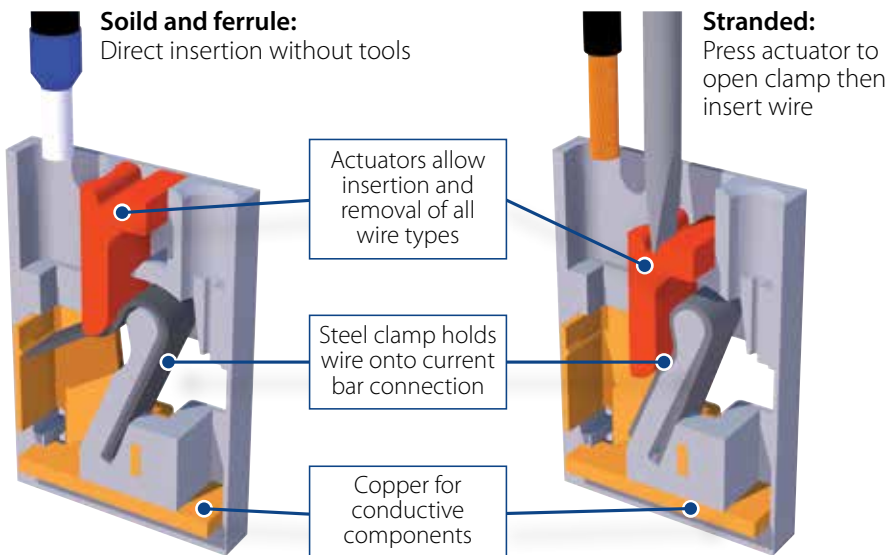 Soild and ferrule:
Direct insertion without tools
Stranded:
Press actuator to
open clamp then
insert wire
Actuators allow
insertion and
removal of all
wire types
Steel clamp holds
wire onto current
bar connection
Copper for
conductive
components